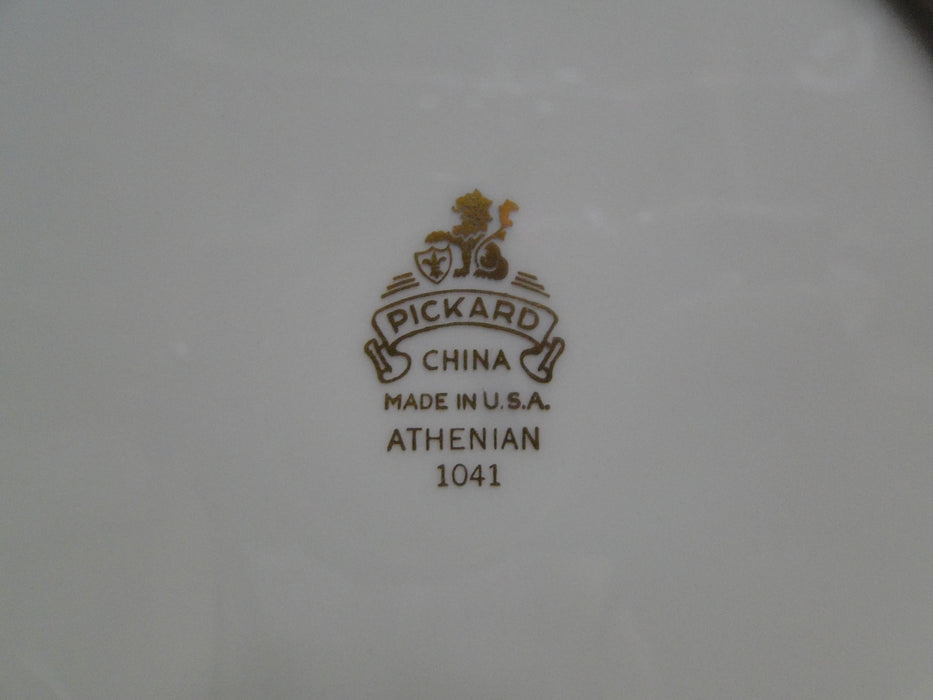 PICKARD
CHINA
MADE IN U.S.A.
ATHENIAN
1041